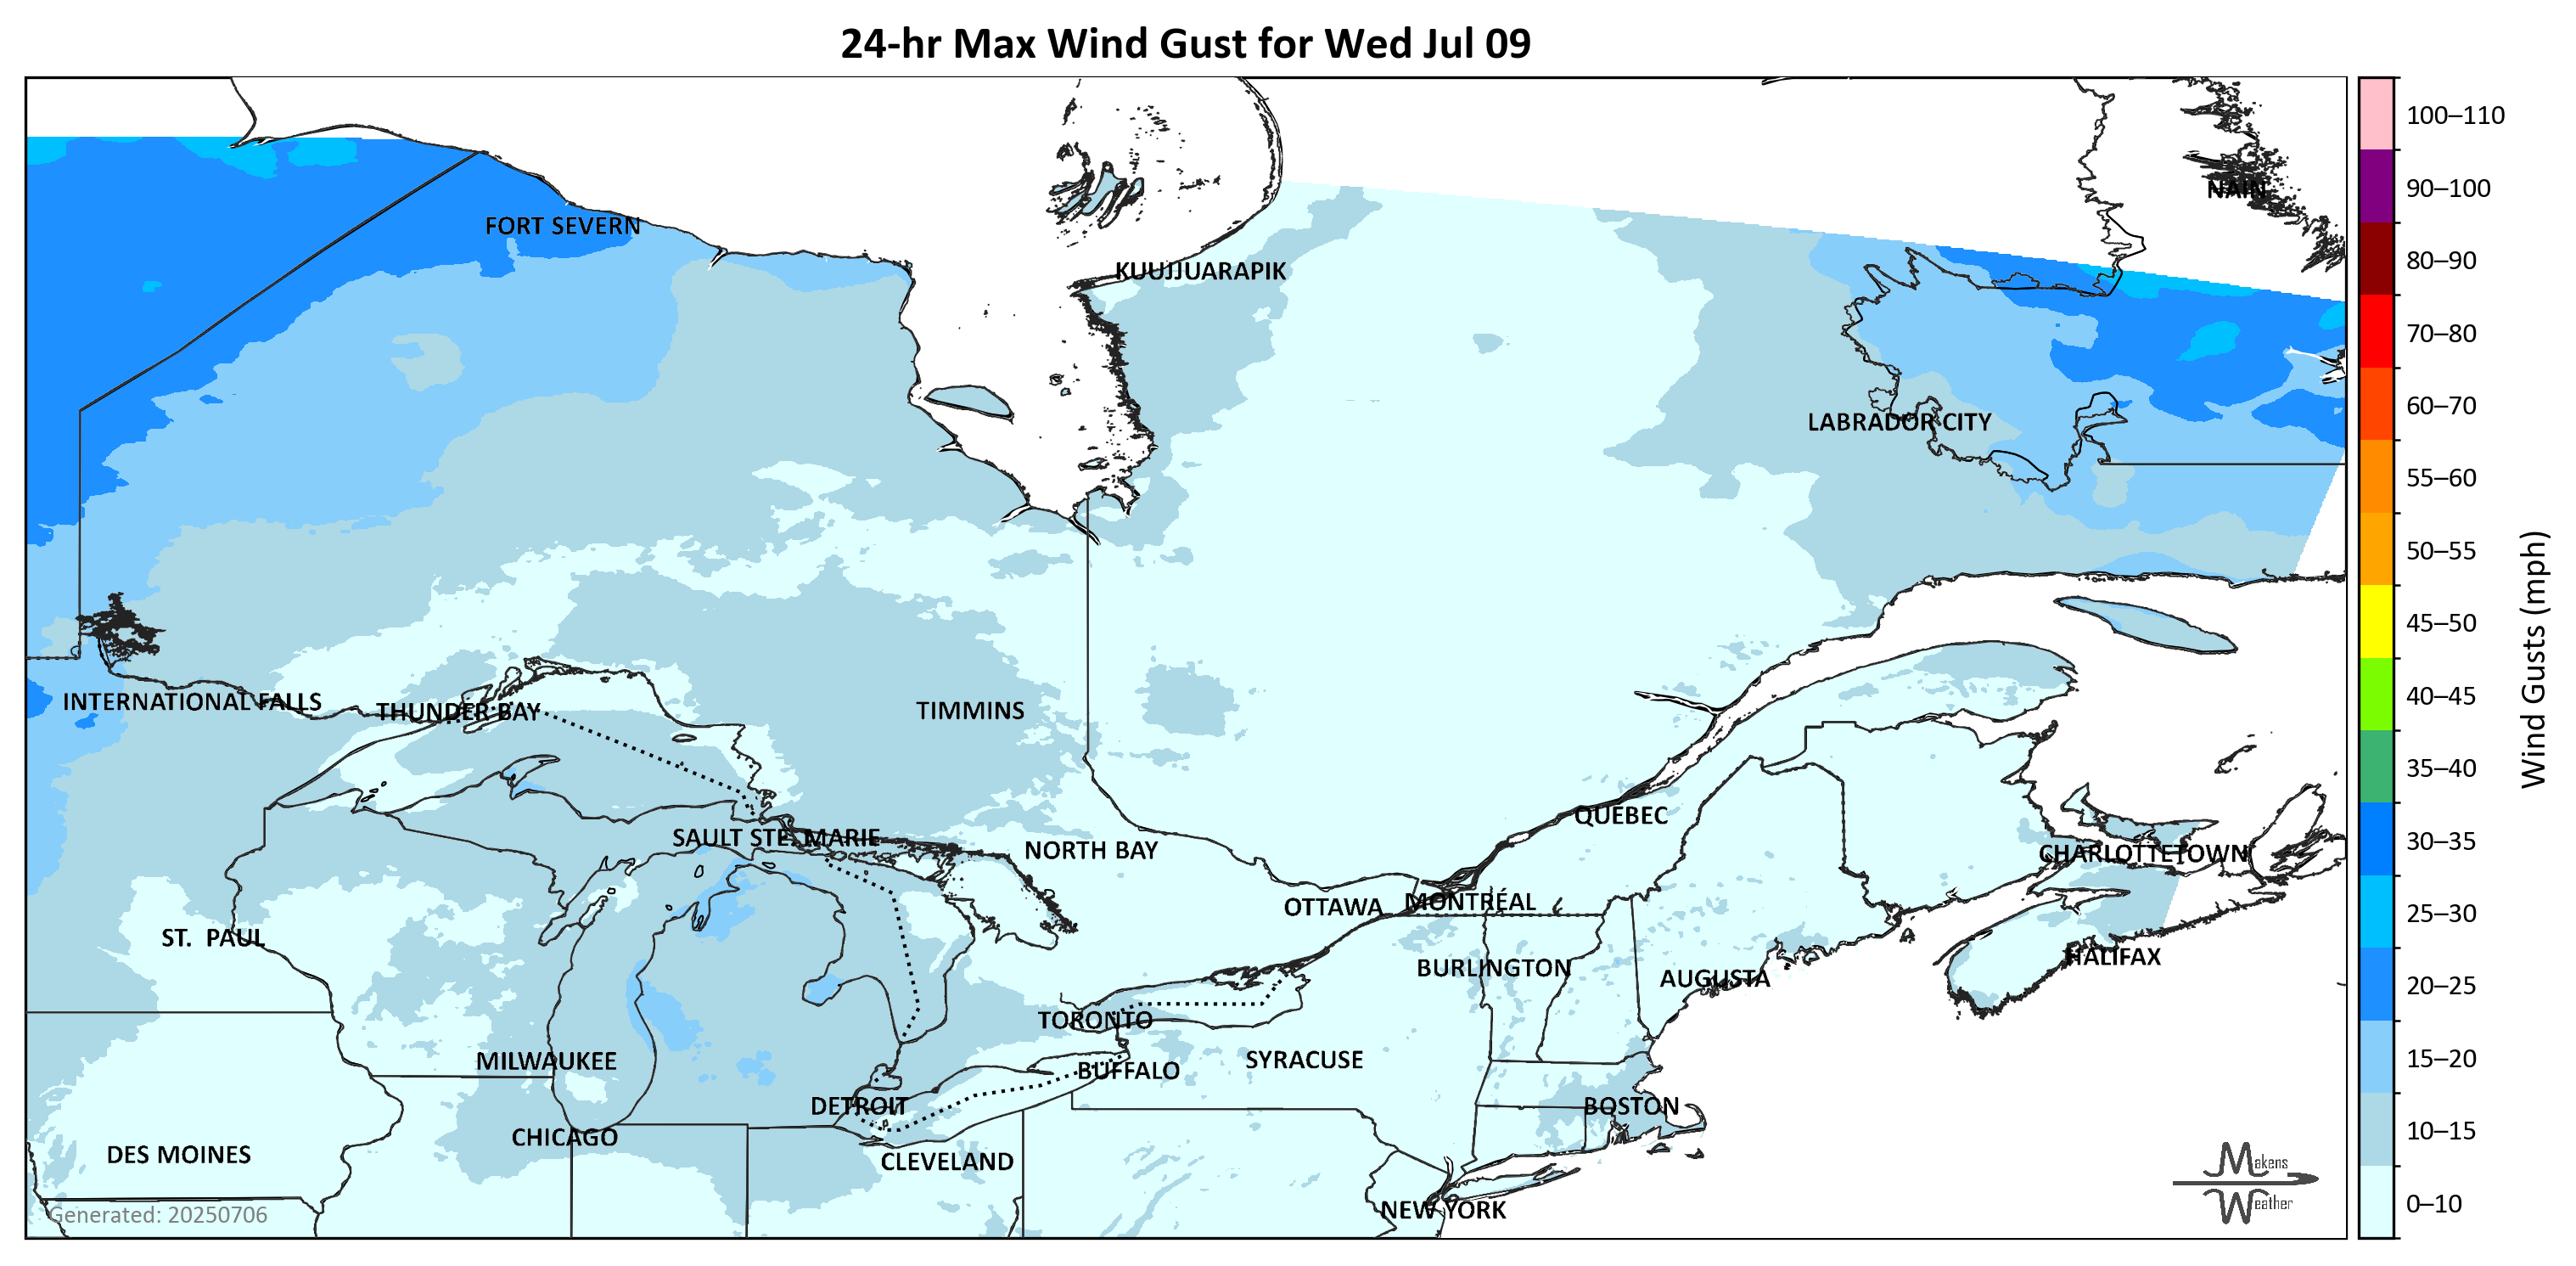 24-hr Max Wind Gust for Wed Jul 09
100–110
90–100
NAIN
FORT SEVERN
80–90
KUUJJUARAPIK
70–80
60–70
LABRADOR CITY
55–60
50–55
45–50
Wind Gusts (mph)
40–45
INTERNATIONAL FALLS
THUNDER BAY
TIMMINS
35–40
QUÉBEC
SAULT STE. MARIE
30–35
NORTH BAY
CHARLOTTETOWN
MONTRÉAL
OTTAWA
25–30
ST. PAUL
HALIFAX
BURLINGTON
AUGUSTA
20–25
TORONTO
MILWAUKEE
SYRACUSE
15–20
BUFFALO
DETROIT
BOSTON
10–15
CHICAGO
DES MOINES
CLEVELAND
Makens
Weather
0–10
NEW YORK
Generated: 20250706